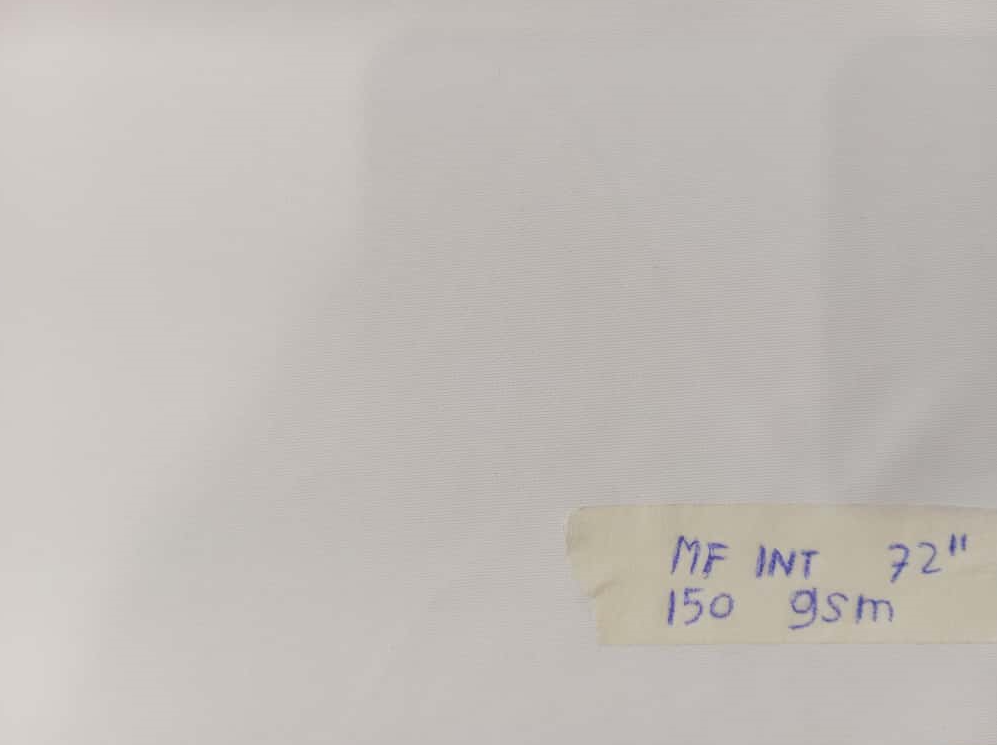 MF INT 72"
150 gsm